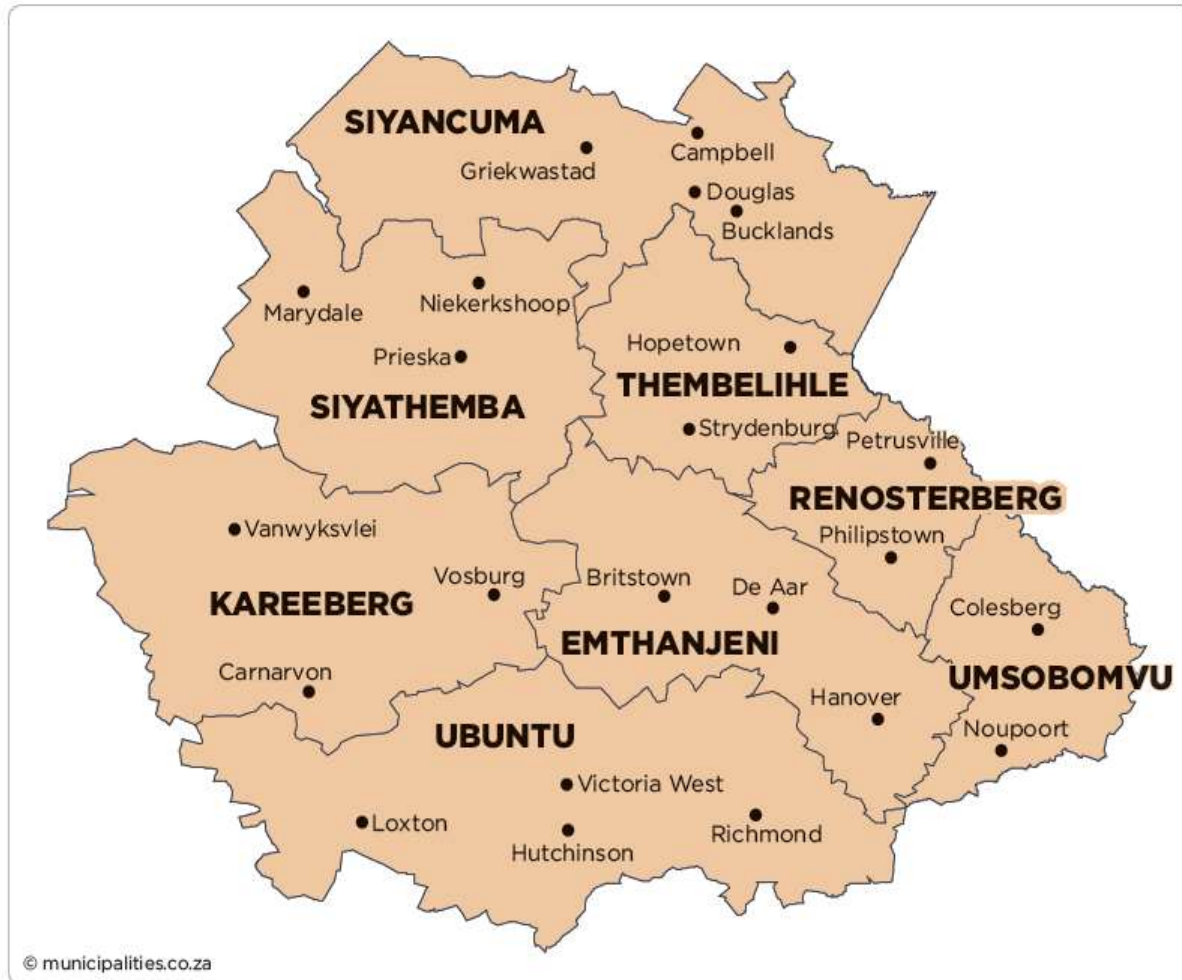 SIYANCUMA
Campbell
Griekwastad
Douglas
Bucklands
Niekerkshoop
Marydale
Hopetown
Prieska
THEMBELIHLE
SIYATHEMBA
Strydenburg
Petrusville
RENOSTERBERG
Vanwyksvlei
Philipstown
Vosburg
Britstown
De Aar
KAREEBERG
Colesberg
EMTHANJENI
Carnarvon
UMSOBOMVU
Hanover
UBUNTU
Noupoort
Victoria West
Loxton
Richmond
Hutchinson
© municipalities.co.za